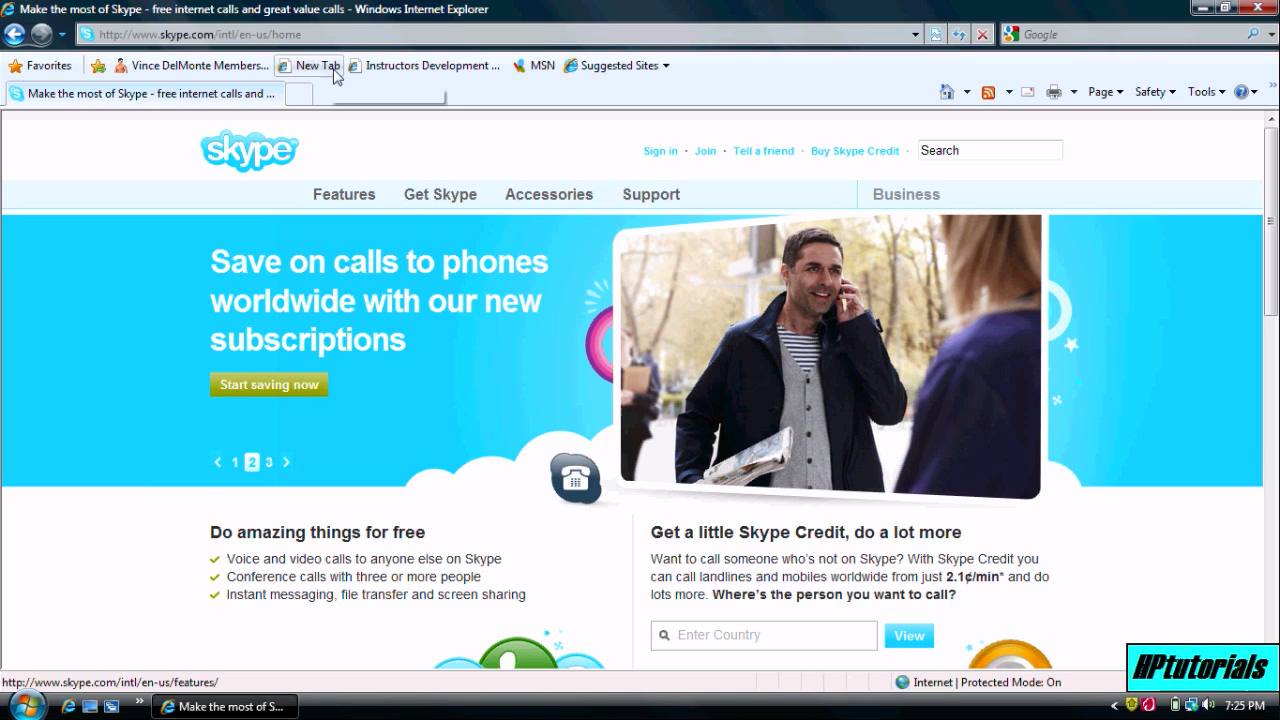 Make the most of Skype - free internet calls and great value calls - Windows Internet Explorer
http://www.skype.com/intl/en-us/home
Google
Favorites
Vince DelMonte Members...
New Tab
Instructors Development ...
MSN
Suggested Sites
Make the most of Skype - free internet calls and ...
Page
Safety
Tools
skype
Sign in · Join · Tell a friend · Buy Skype Credit ·
Search
Features
Get Skype
Accessories
Support
Business
Save on calls to phones
worldwide with our new
subscriptions
Start saving now
1 2 3
Do amazing things for free
Voice and video calls to anyone else on Skype
Conference calls with three or more people
Instant messaging, file transfer and screen sharing
Get a little Skype Credit, do a lot more
Want to call someone who's not on Skype? With Skype Credit you
can call landlines and mobiles worldwide from just 2.1¢/min* and do
lots more. Where's the person you want to call?
Enter Country
View
HPtutorials
http://www.skype.com/intl/en-us/features/
Internet | Protected Mode: On
Make the most of S...
7:25 PM